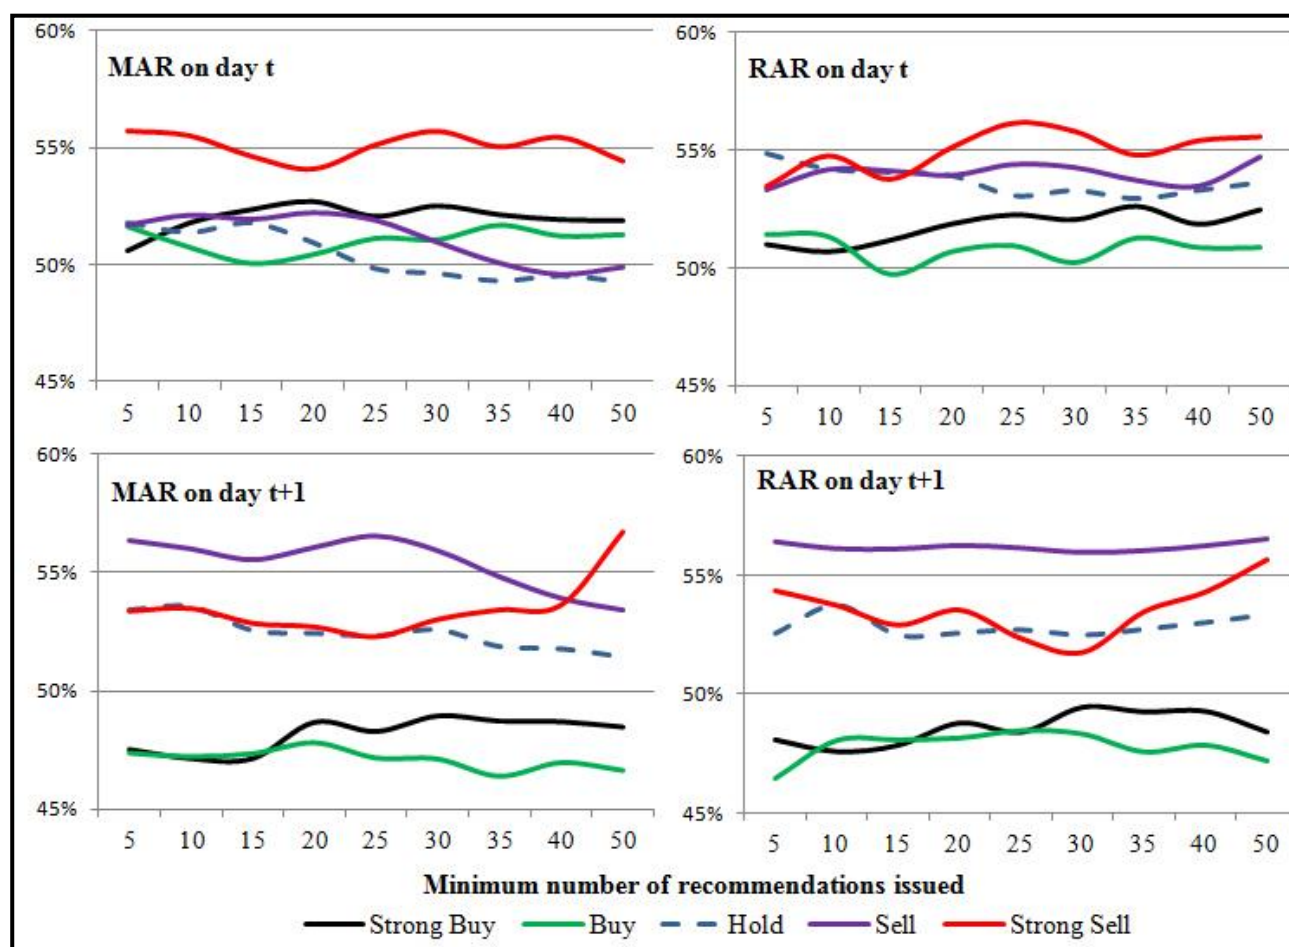 MAR on day t
60%
55%
50%
45%
5 10 15 20 25 30 35 40 50
RAR on day t
60%
55%
50%
45%
5 10 15 20 25 30 35 40 50
MAR on day t+1
60%
55%
50%
45%
5 10 15 20 25 30 35 40 50
RAR on day t+1
60%
55%
50%
45%
5 10 15 20 25 30 35 40 50
Minimum number of recommendations issued
Strong Buy Buy Hold Sell Strong Sell